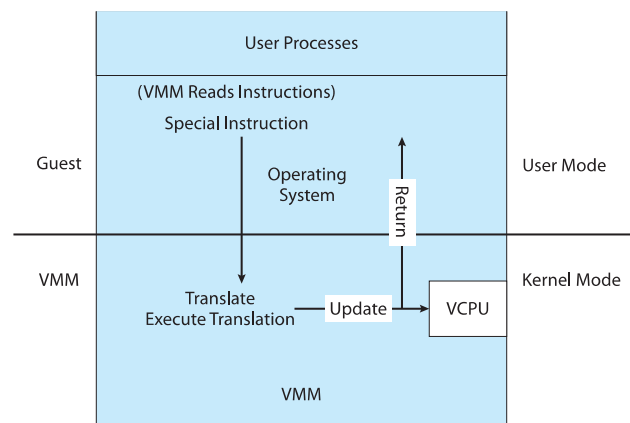 User Processes
(VMM Reads Instructions)
Special Instruction
Guest
Operating
System
User Mode
Return
VMM
Kernel Mode
Translate
Execute Translation
Update
VCPU
VMM